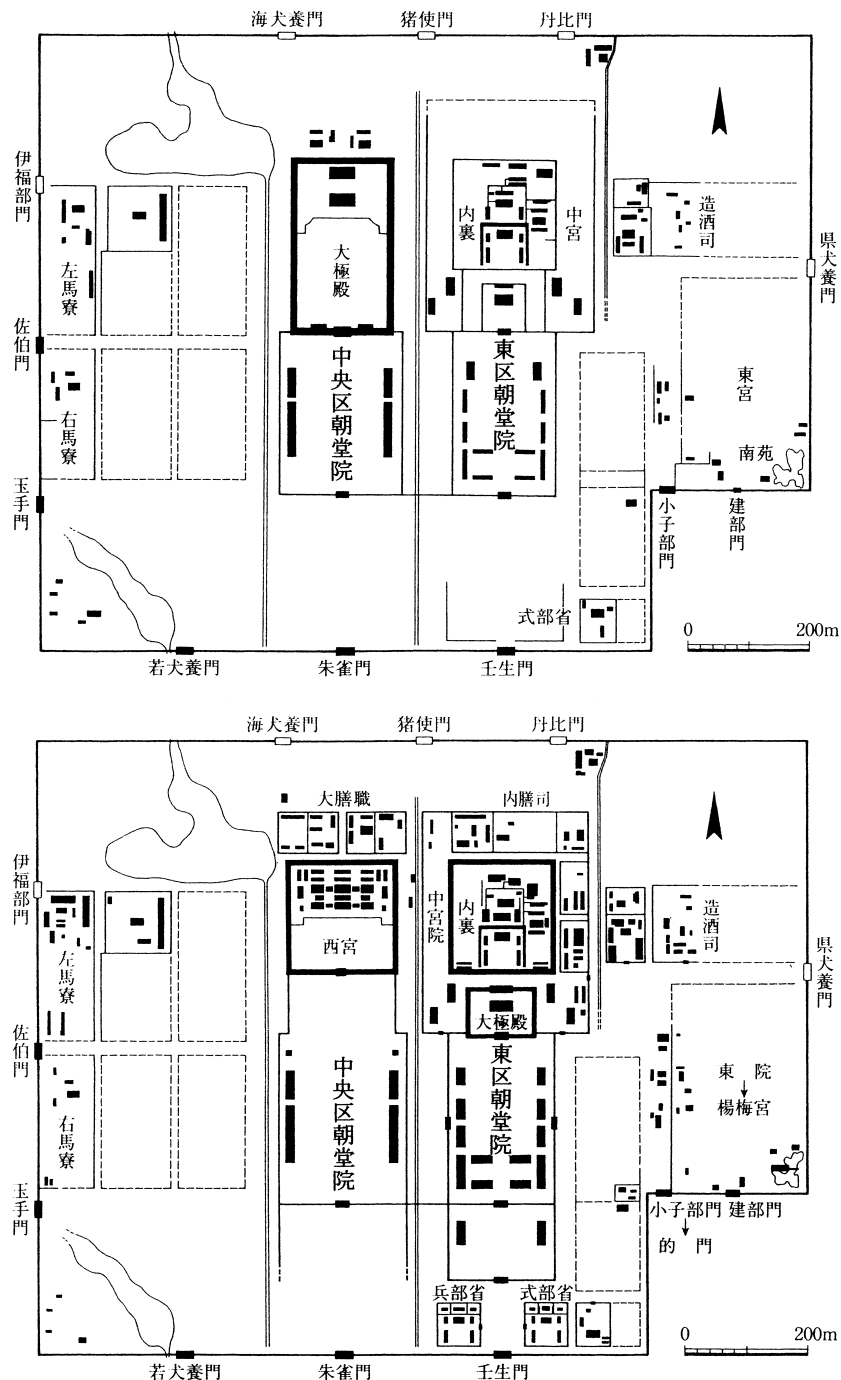 海犬養門
猪使門
丹比門
伊福部門
左馬寮
佐伯門
右馬寮
玉手門
大極殿
中央区朝堂院
内裏
中宮
東区朝堂院
造酒司
県犬養門
東宮
南苑
小子部門
建部門
式部省
0 200m
若犬養門
朱雀門
壬生門
海犬養門
猪使門
丹比門
大膳職
内膳司
伊福部門
左馬寮
佐伯門
右馬寮
玉手門
西宮
中央区朝堂院
中宮院
内裏
大極殿
東区朝堂院
造酒司
県犬養門
東院
楊梅宮
小子部門
建部門
的門
兵部省
式部省
0 200m
若犬養門
朱雀門
壬生門